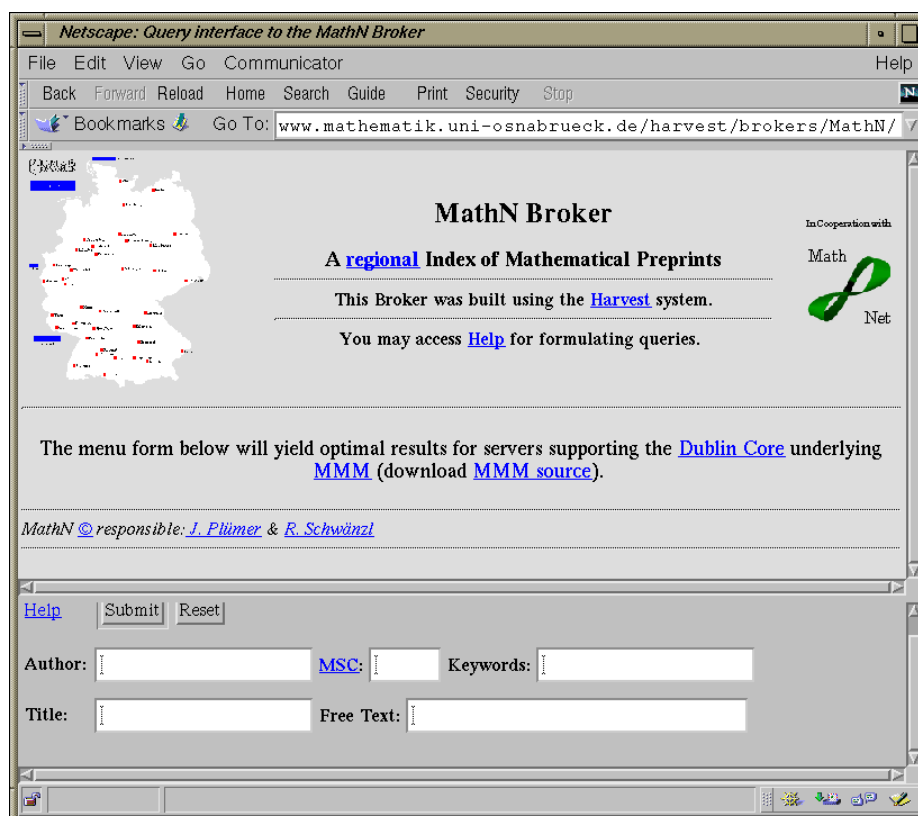 Netscape: Query interface to the MathN Broker
File Edit View Go Communicator Help
Back Forward Reload Home Search Guide Print Security Stop
N
Bookmarks Go To: www.mathematik.uni-osnabrueck.de/harvest/brokers/MathN/
MathN Broker
In Cooperation with
A regional Index of Mathematical Preprints
Math
This Broker was built using the Harvest system.
Net
You may access Help for formulating queries.
The menu form below will yield optimal results for servers supporting the Dublin Core underlying
MMM (download MMM source).
MathN © responsible: J. Plümer & R. Schwänzl
Help Submit Reset
Author: MSC: Keywords:
Title: Free Text: